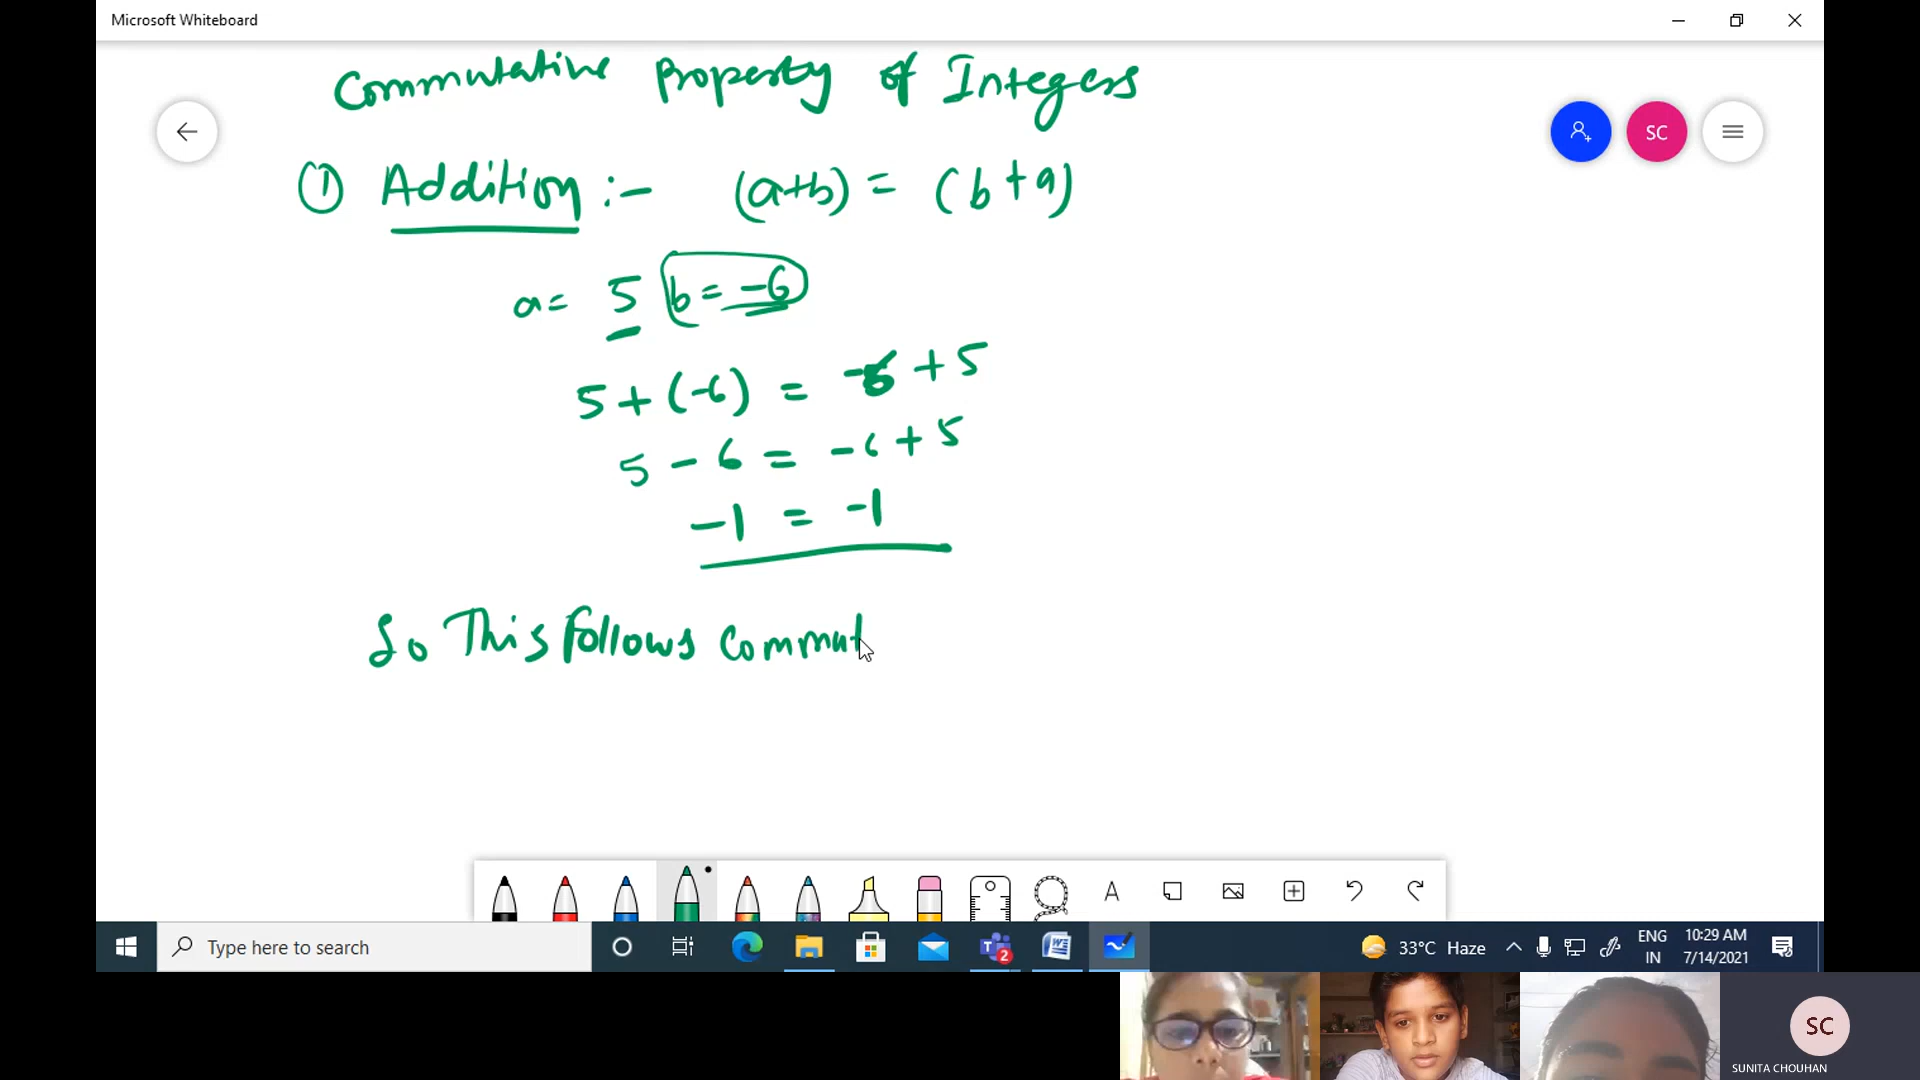 Microsoft Whiteboard
Commutative Property of Integers
SC
① Addition :- (a+b) = (b+a)
a = 5 b = -6
5 + (-6) = -6 + 5
5 - 6 = -6 + 5
-1 = -1
So This follows commut
A
Type here to search
2
33°C Haze
ENG
IN
10:29 AM
7/14/2021
SC
SUNITA CHOUHAN